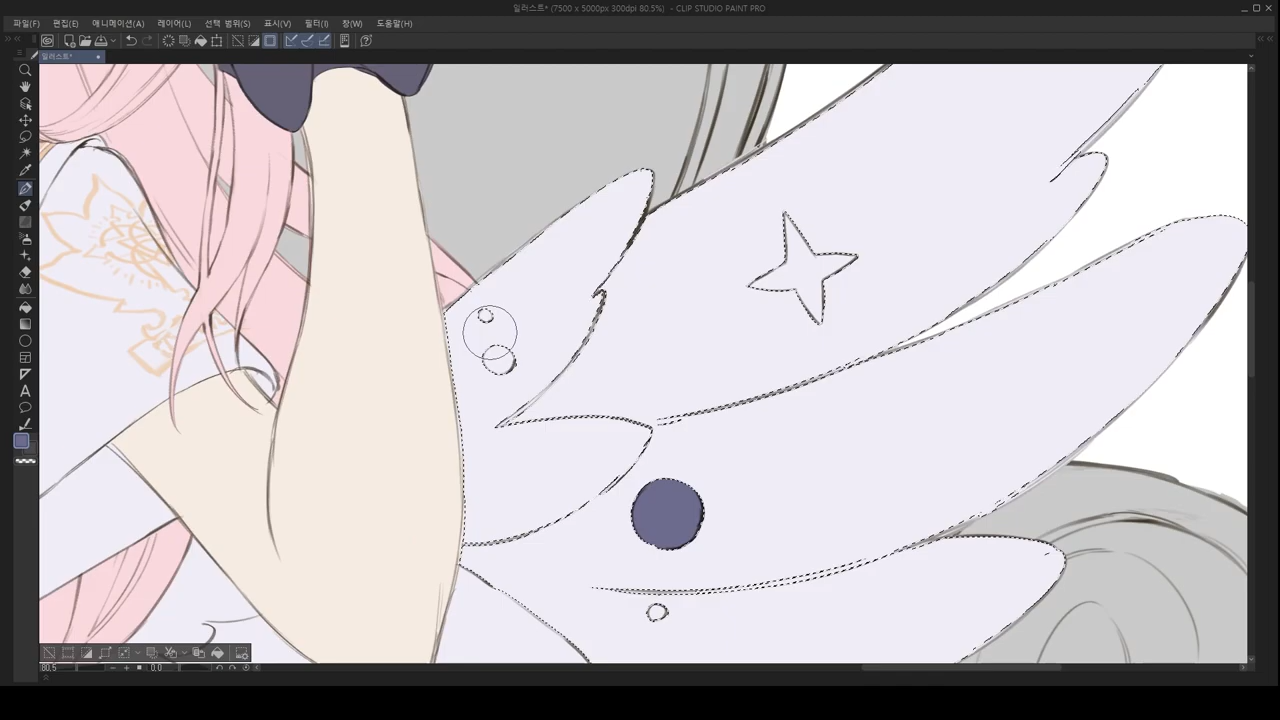 일러스트* (7500 x 5000px 300dpi 80.5%) - CLIP STUDIO PAINT PRO
파일(F) 편집(E) 애니메이션(A) 레이어(L) 선택 범위(S) 표시(V) 필터(I) 창(W) 도움말(H)
일러스트*
80.5 0.0